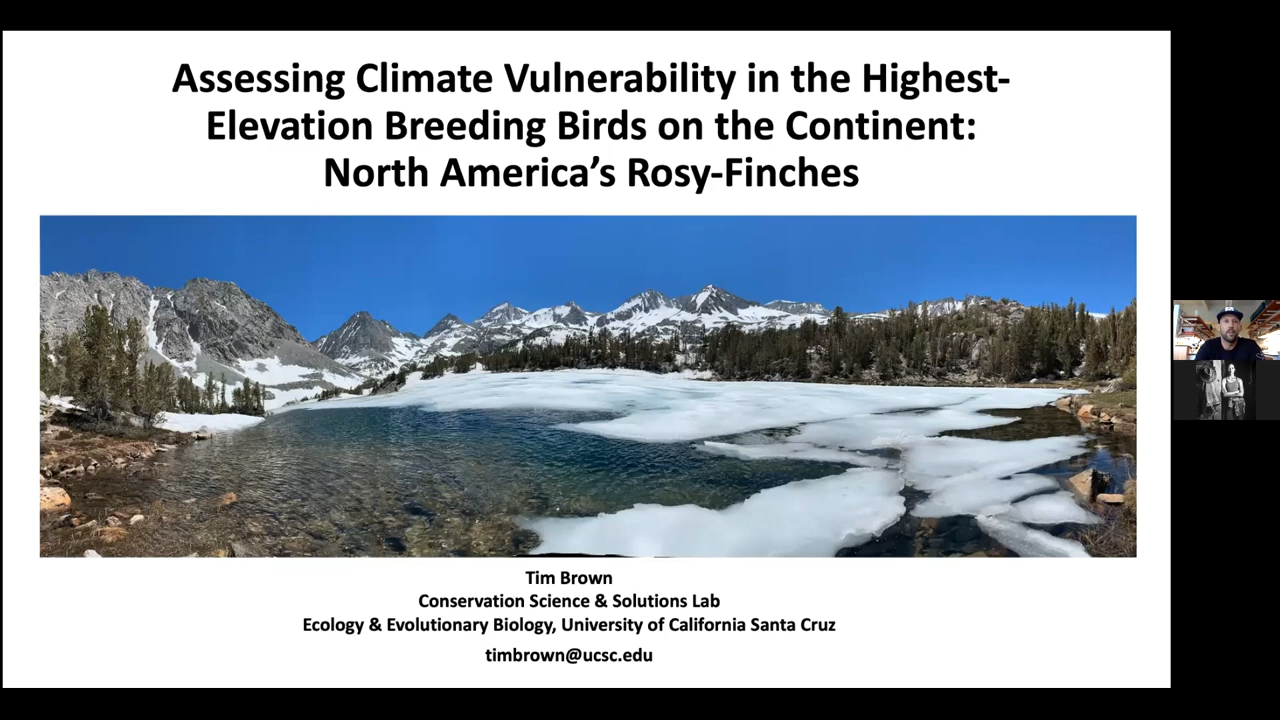 Assessing Climate Vulnerability in the Highest-
Elevation Breeding Birds on the Continent:
North America’s Rosy-Finches
Tim Brown
Conservation Science & Solutions Lab
Ecology & Evolutionary Biology, University of California Santa Cruz
timbrown@ucsc.edu